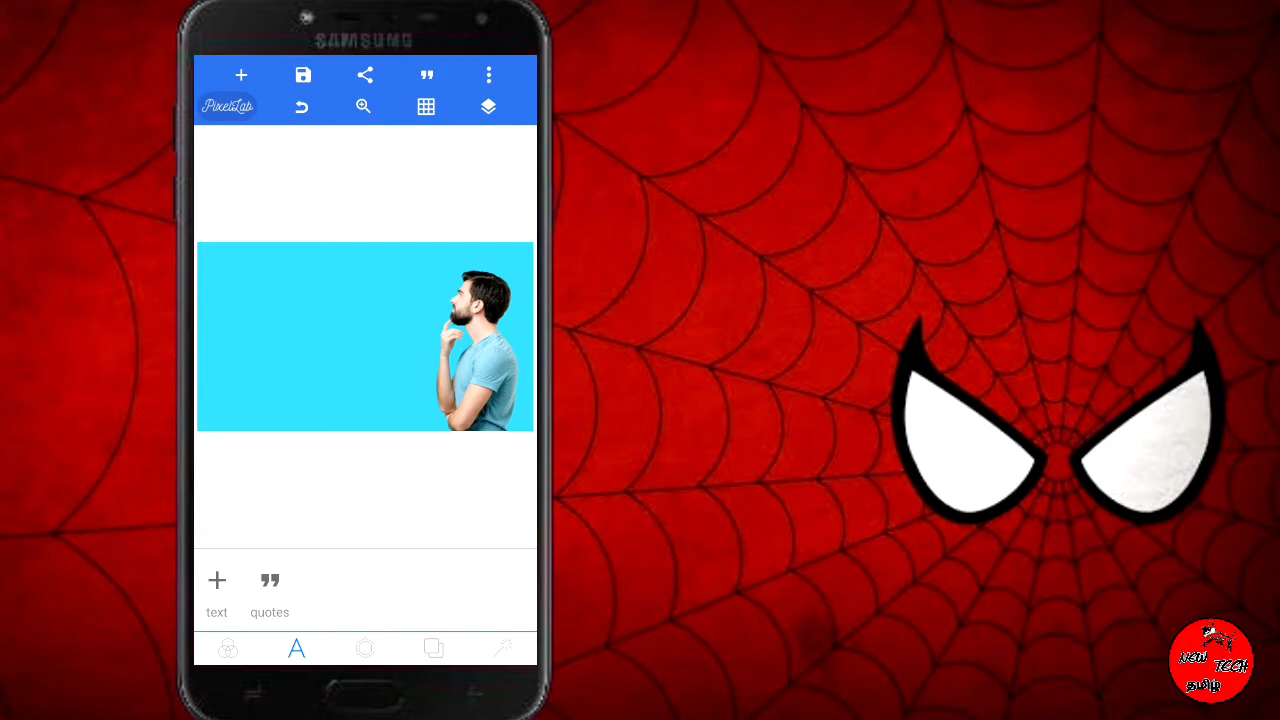 SAMSUNG
PixelLab
text
quotes
NEW
TECH
தமிழ்